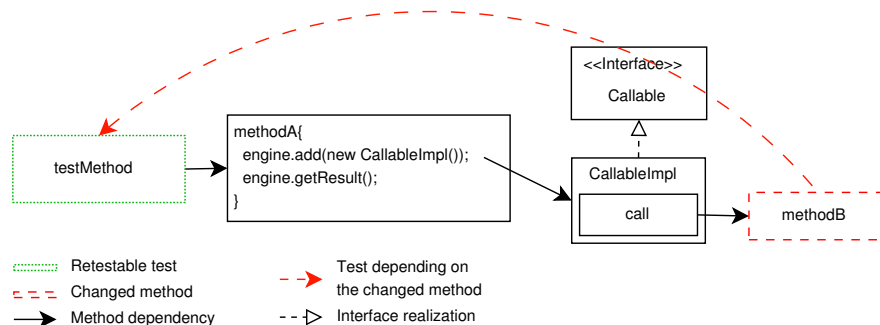 <<Interface>>
Callable
testMethod
methodA{
engine.add(new CallableImpl());
engine.getResult();
}
CallableImpl
call
methodB
Retestable test
Changed method
Method dependency
Test depending on
the changed method
Interface realization